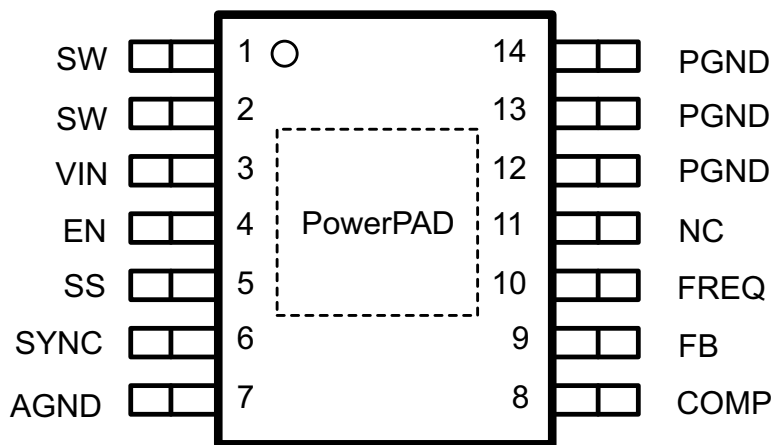 SW 1 14 PGND
SW 2 13 PGND
VIN 3 12 PGND
EN 4 PowerPAD 11 NC
SS 5 10 FREQ
SYNC 6 9 FB
AGND 7 8 COMP